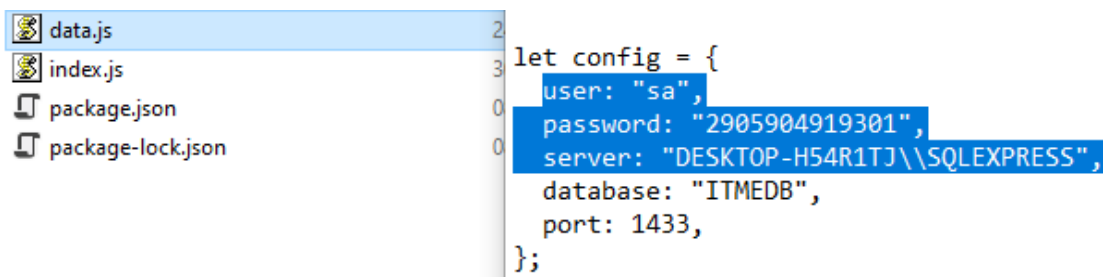 data.js
index.js
package.json
package-lock.json
let config = {
user: "sa",
password: "2905904919301",
server: "DESKTOP-H54R1TJ\\SQLEXPRESS",
database: "ITMEDB",
port: 1433,
};